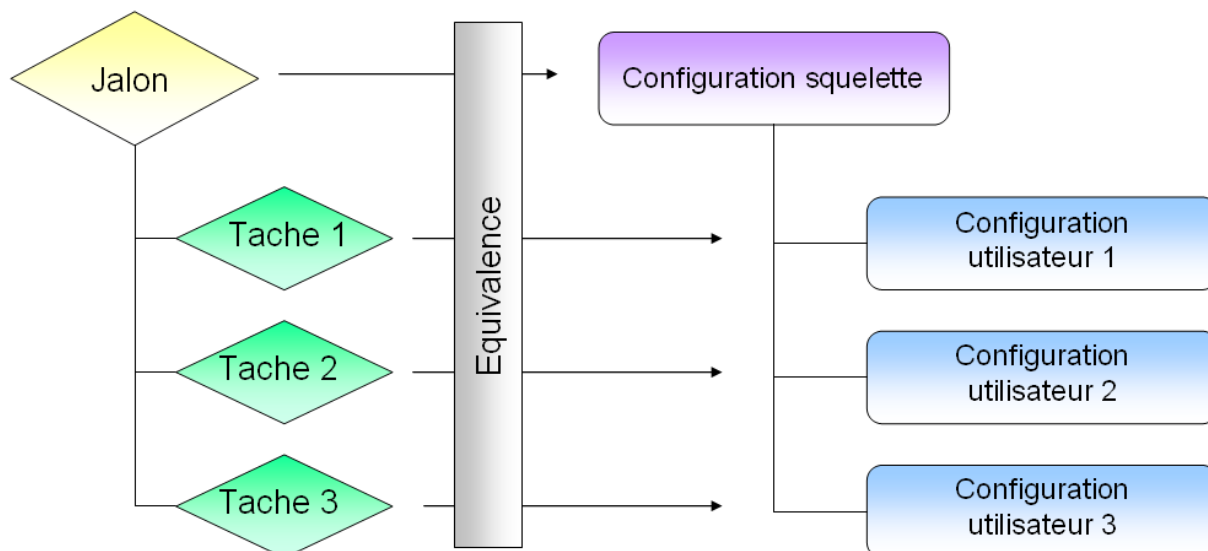 Jalon
Configuration squelette
Equivalence
Tache 1
Configuration
utilisateur 1
Tache 2
Configuration
utilisateur 2
Tache 3
Configuration
utilisateur 3